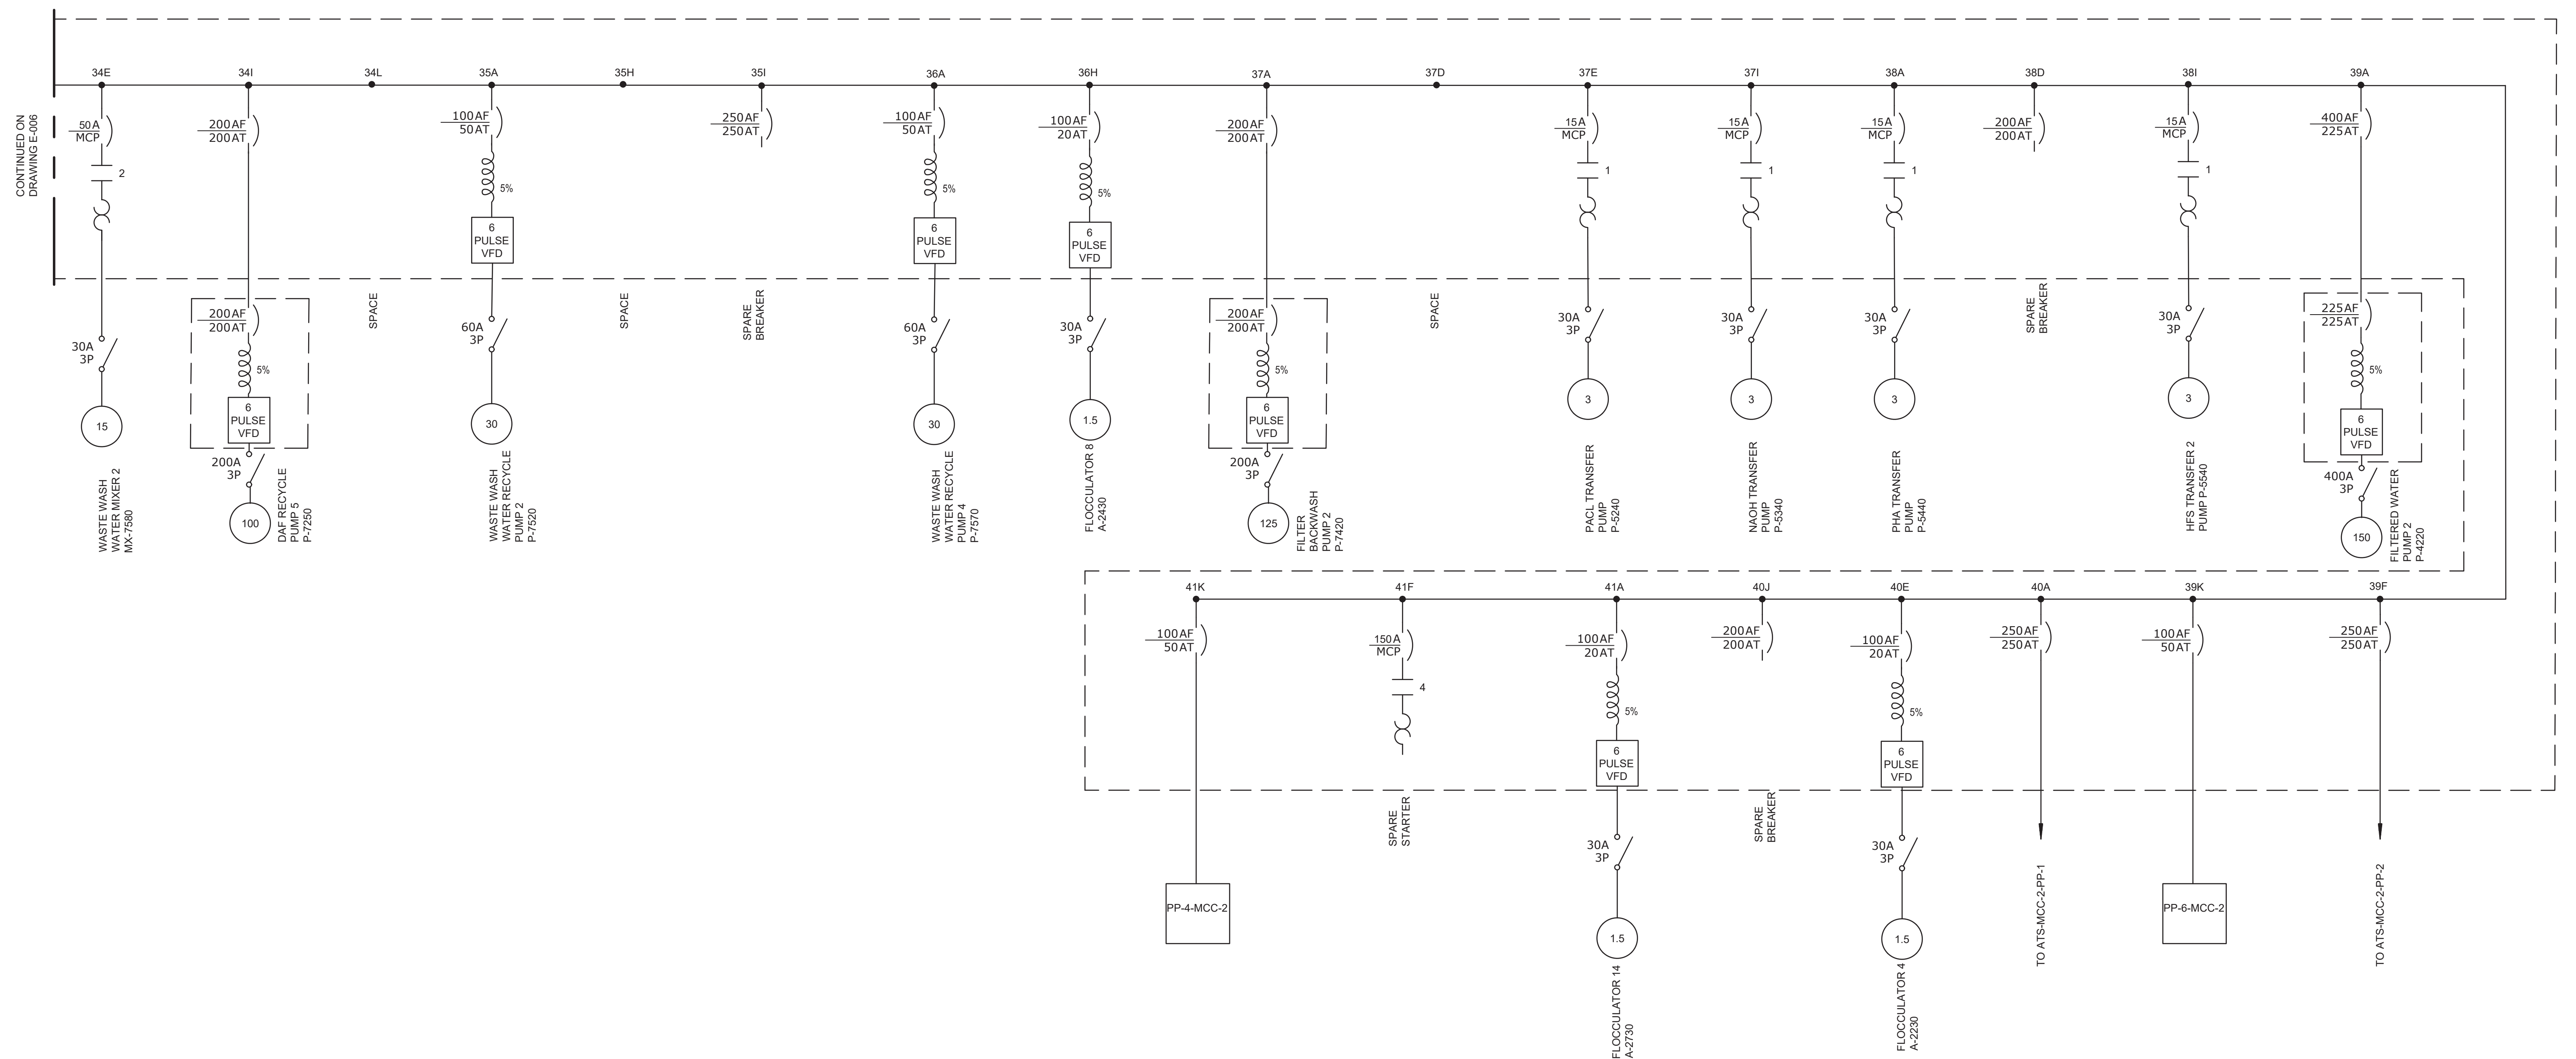 CONTINUED ON
DRAWING E-006
34E
50A
MCP
2
30A
3P
15
WASTE WASH
WATER MIXER 2
MX-7580
34I
200AF
200AT
200AF
200AT
5%
6
PULSE
VFD
200A
3P
100
DAF RECYCLE
PUMP 5
P-7250
34L
SPACE
35A
100AF
50AT
5%
6
PULSE
VFD
60A
3P
30
WASTE WASH
WATER RECYCLE
PUMP 2
P-7520
35H
SPACE
35I
250AF
250AT
SPARE
BREAKER
36A
100AF
50AT
5%
6
PULSE
VFD
60A
3P
30
WASTE WASH
WATER RECYCLE
PUMP 4
P-7570
36H
100AF
20AT
5%
6
PULSE
VFD
30A
3P
1.5
FLOCCULATOR 8
A-2430
37A
200AF
200AT
200AF
200AT
5%
6
PULSE
VFD
200A
3P
125
FILTER
BACKWASH
PUMP 2
P-7420
37D
SPACE
37E
15A
MCP
1
30A
3P
3
PACL TRANSFER
PUMP
P-5240
37I
15A
MCP
1
30A
3P
3
NAOH TRANSFER
PUMP
P-5340
38A
15A
MCP
1
30A
3P
3
PHA TRANSFER
PUMP
P-5440
38D
200AF
200AT
SPARE
BREAKER
38I
15A
MCP
1
30A
3P
3
HFS TRANSFER 2
PUMP P-5540
39A
400AF
225AT
225AF
225AT
5%
6
PULSE
VFD
400A
3P
150
FILTERED WATER
PUMP 2
P-4220
41K
100AF
50AT
PP-4-MCC-2
41F
150A
MCP
4
SPARE
STARTER
41A
100AF
20AT
5%
6
PULSE
VFD
30A
3P
1.5
FLOCCULATOR 14
A-2730
40J
200AF
200AT
SPARE
BREAKER
40E
100AF
20AT
5%
6
PULSE
VFD
30A
3P
1.5
FLOCCULATOR 4
A-2230
40A
250AF
250AT
TO ATS-MCC-2-PP-1
39K
100AF
50AT
PP-6-MCC-2
39F
250AF
250AT
TO ATS-MCC-2-PP-2